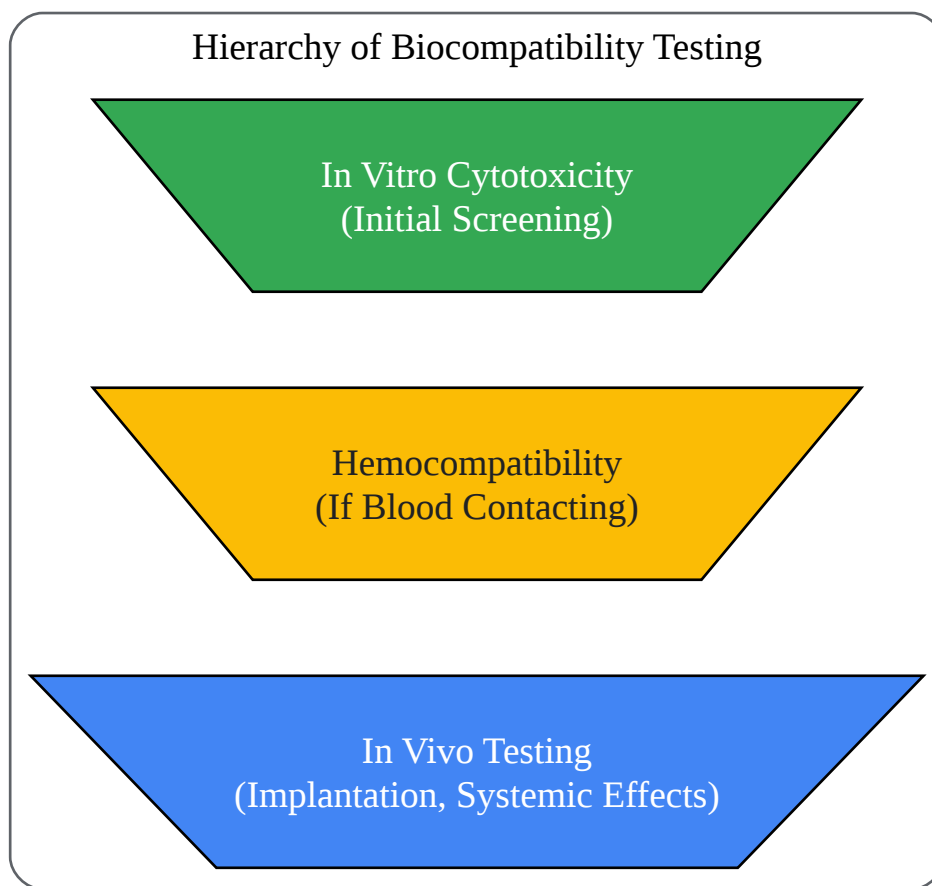 Hierarchy of Biocompatibility Testing
In Vitro Cytotoxicity
(Initial Screening)
Hemocompatibility
(If Blood Contacting)
In Vivo Testing
(Implantation, Systemic Effects)